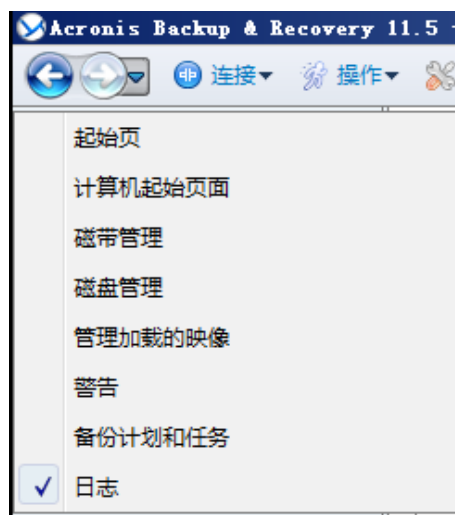 Acronis Backup & Recovery 11.5 -
连接 操作
起始页
计算机起始页面
磁带管理
磁盘管理
管理加载的映像
警告
备份计划和任务
日志